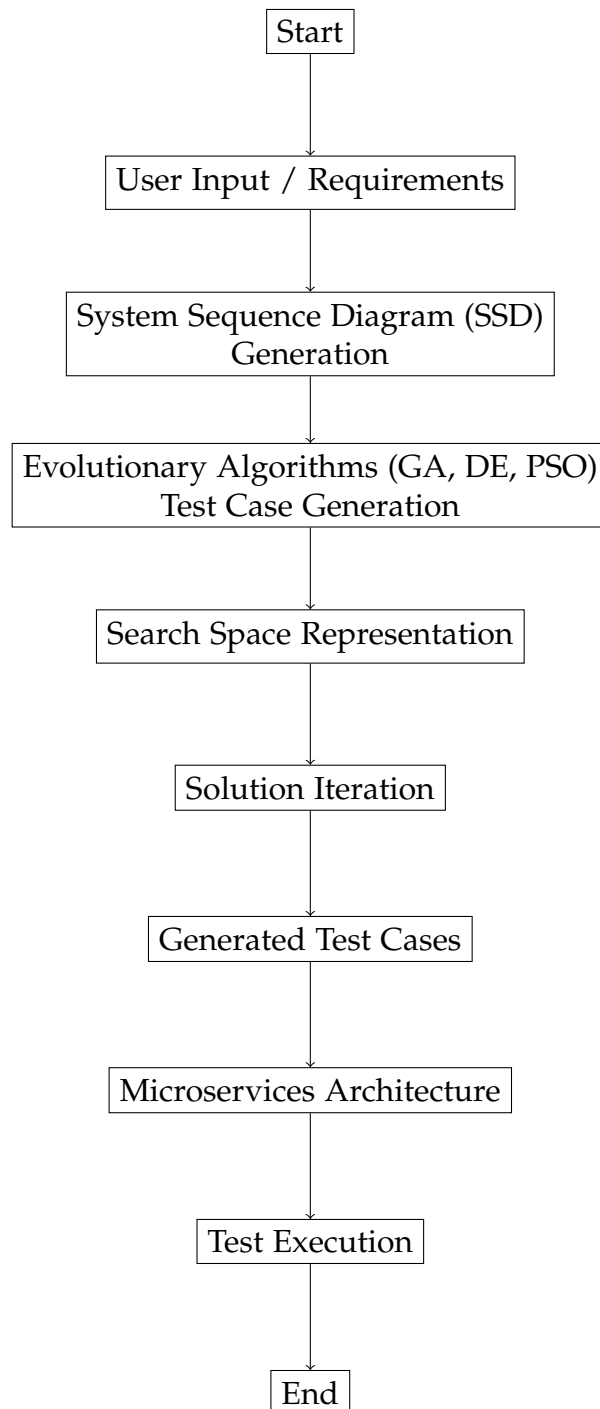 Start
User Input / Requirements
System Sequence Diagram (SSD)
Generation
Evolutionary Algorithms (GA, DE, PSO)
Test Case Generation
Search Space Representation
Solution Iteration
Generated Test Cases
Microservices Architecture
Test Execution
End